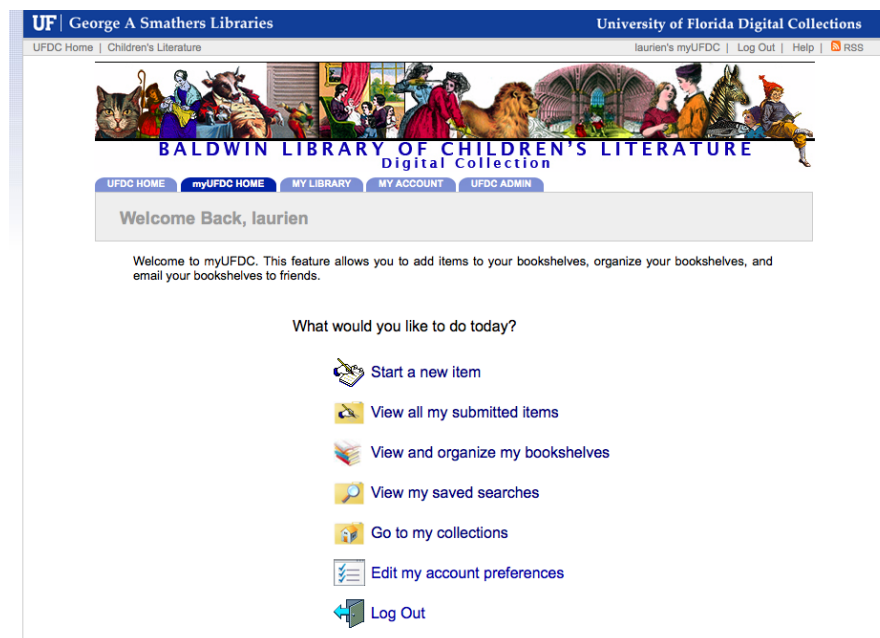 UF | George A Smathers Libraries University of Florida Digital Collections
UFDC Home | Children's Literature laurien's myUFDC | Log Out | Help | RSS
BALDWIN LIBRARY OF CHILDREN'S LITERATURE
Digital Collection
UFDC HOME myUFDC HOME MY LIBRARY MY ACCOUNT UFDC ADMIN
Welcome Back, laurien
Welcome to myUFDC. This feature allows you to add items to your bookshelves, organize your bookshelves, and
email your bookshelves to friends.
What would you like to do today?
Start a new item
View all my submitted items
View and organize my bookshelves
View my saved searches
Go to my collections
Edit my account preferences
Log Out